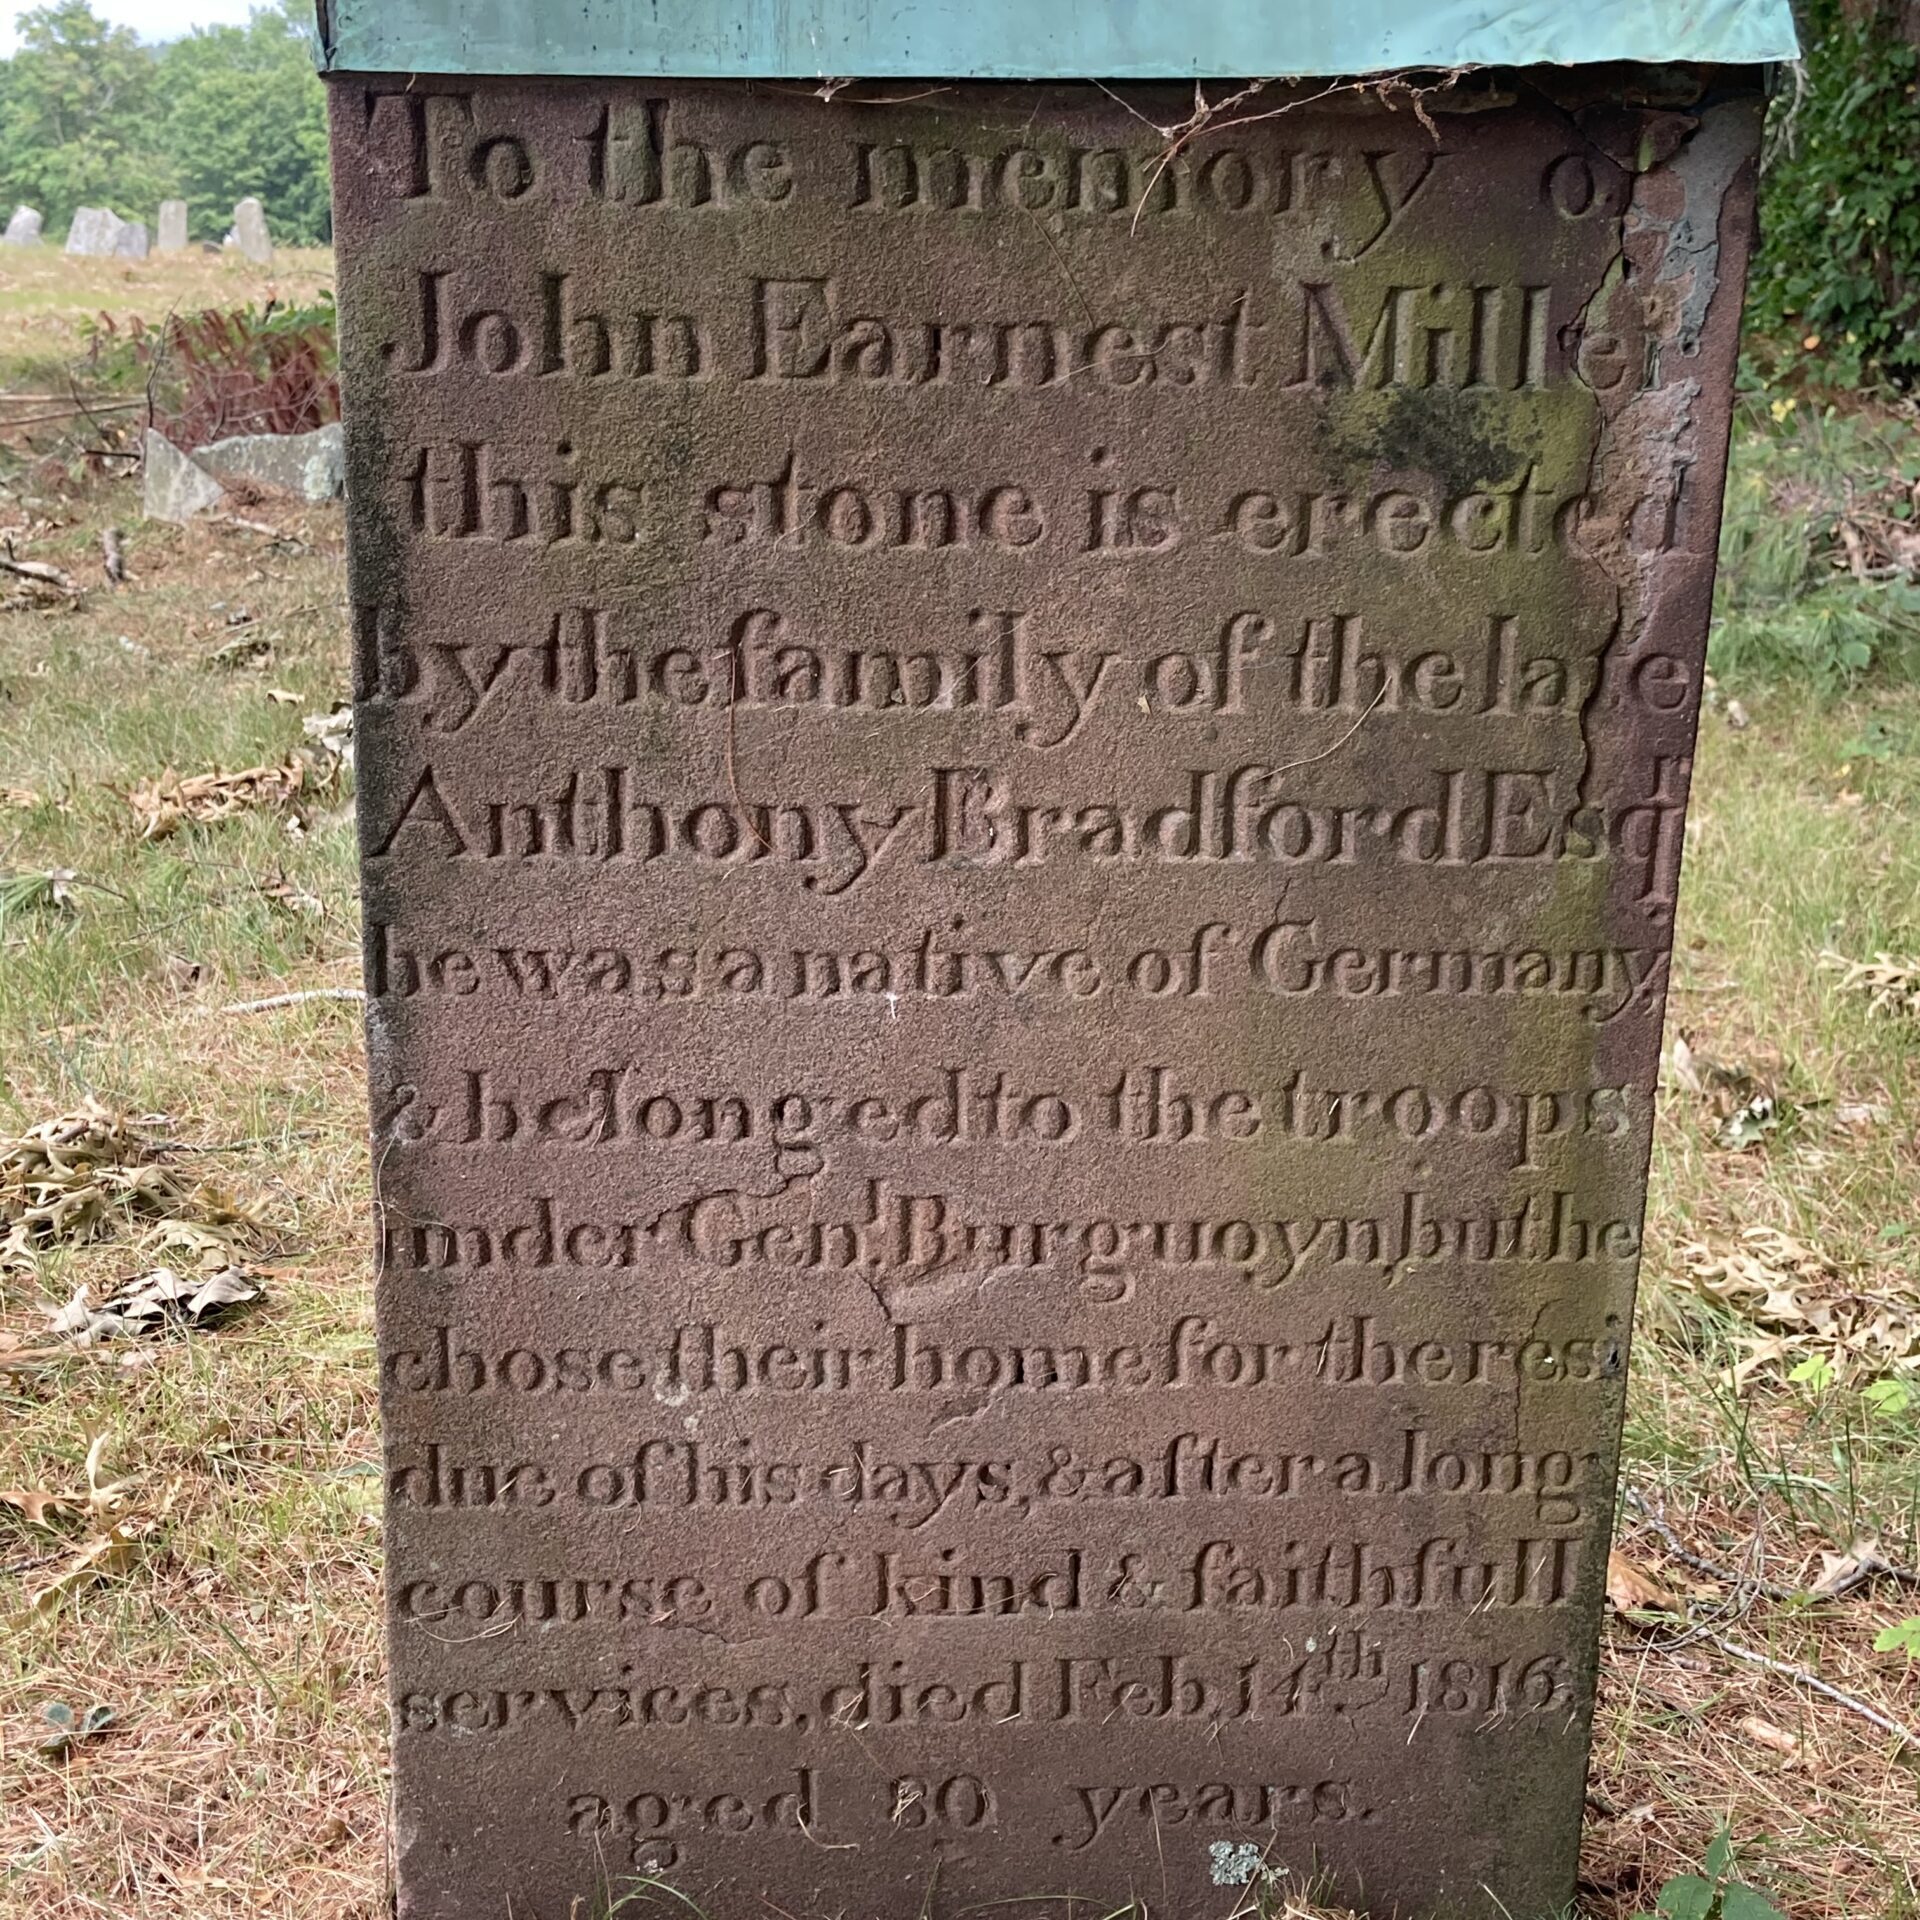 To the memory of
John Earnest Miller
this stone is erected
by the family of the late
Anthony Bradford Esqr
he was a native of Germany,
& belonged to the troops
under Genl. Burguoyn, but he
chose their home for the resi
due of his days, & after a long
course of kind & faithfull
services, died Feb, 14th 1816,
aged 80 years.